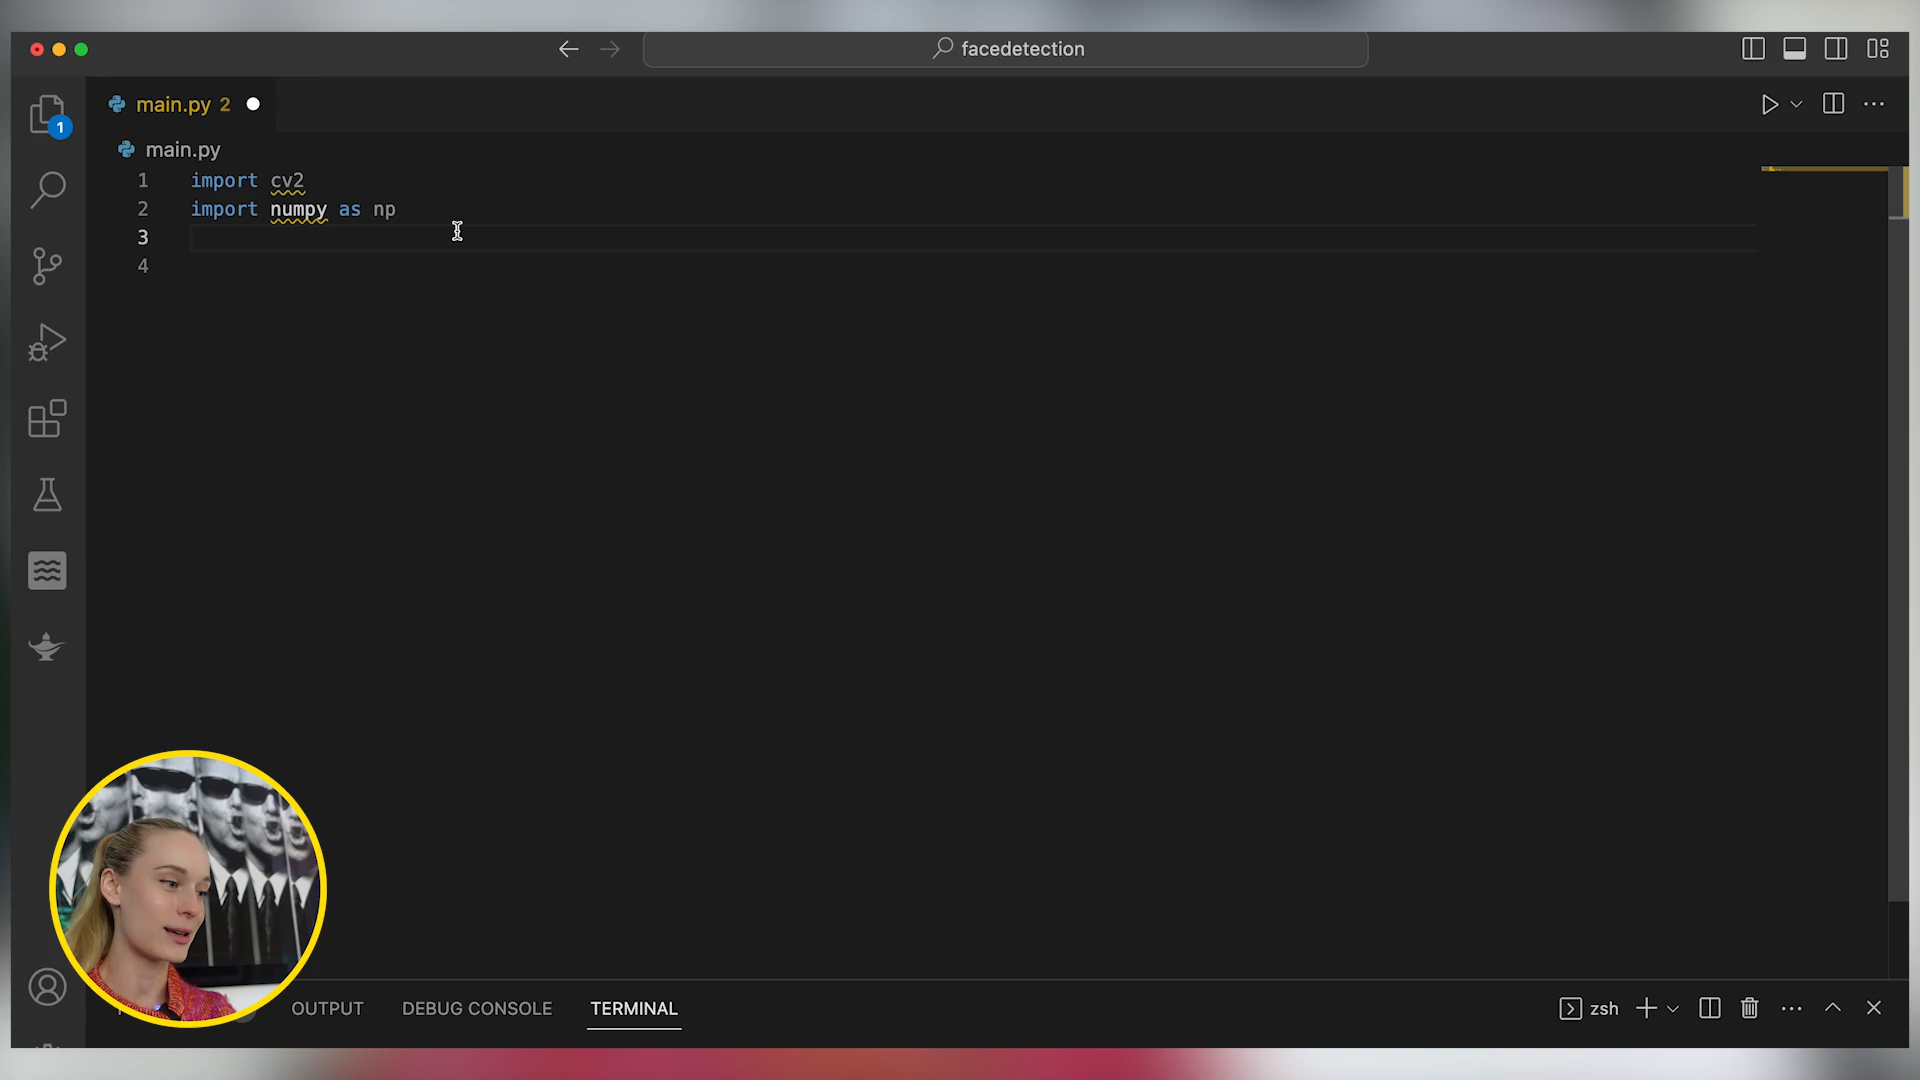 facedetection
main.py 2
1
main.py
1 import cv2
2 import numpy as np
3
4
OUTPUT DEBUG CONSOLE TERMINAL zsh